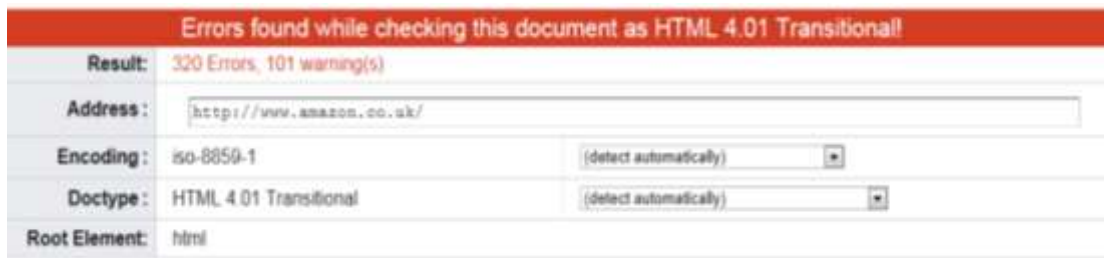 Errors found while checking this document as HTML 4.01 Transitional!
Result: 320 Errors, 101 warning(s)
Address: http://www.amazon.co.uk/
Encoding: iso-8859-1 (detect automatically)
Doctype: HTML 4.01 Transitional (detect automatically)
Root Element: html